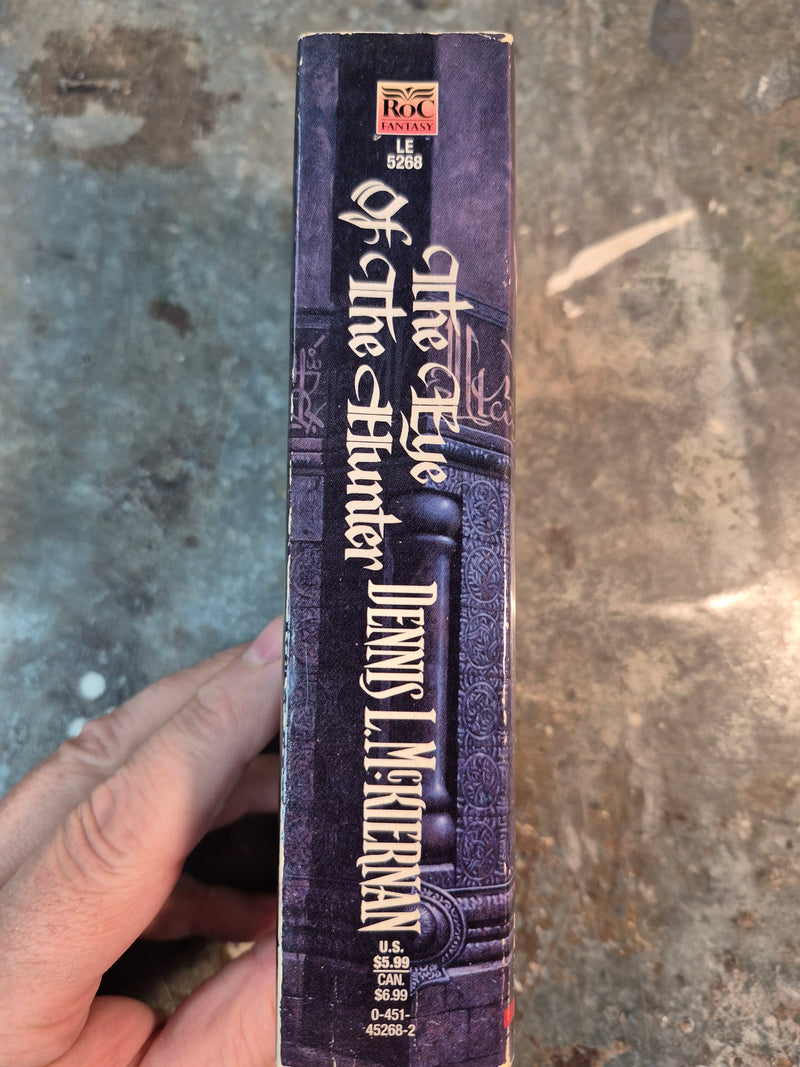 RoC
FANTASY
LE
5268
The Eye
Of The Hunter
DENNIS L. McKIERNAN
U.S.
$5.99
CAN.
$6.99
0-451-
45268-2